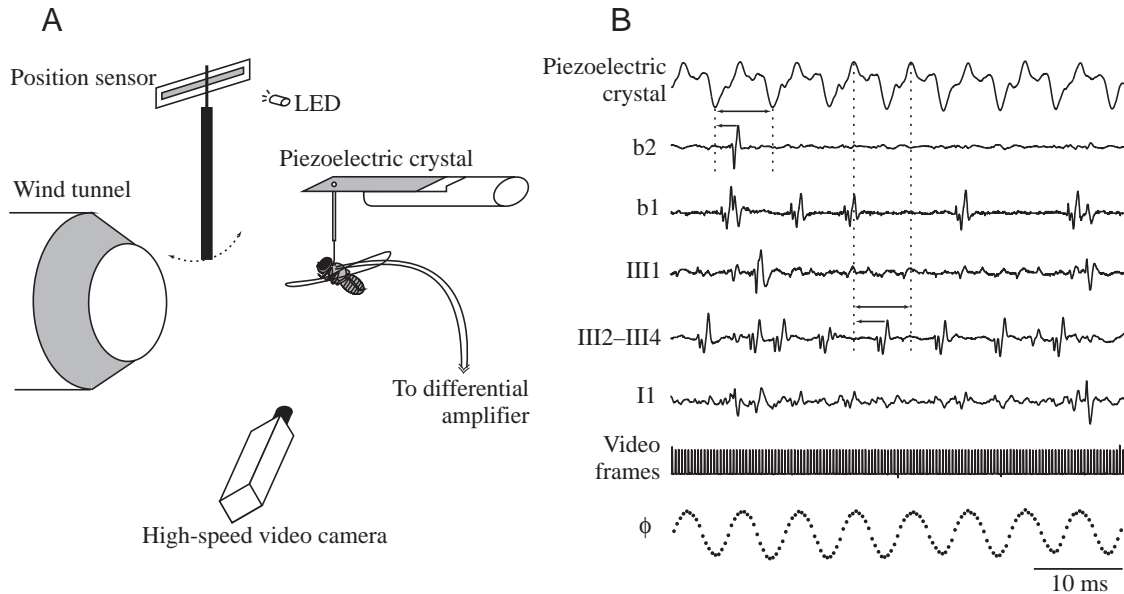 A
Position sensor
LED
Piezoelectric crystal
Wind tunnel
To differential
amplifier
High-speed video camera
B
Piezoelectric
crystal
b2
b1
III1
III2–III4
I1
Video
frames
ϕ
10 ms